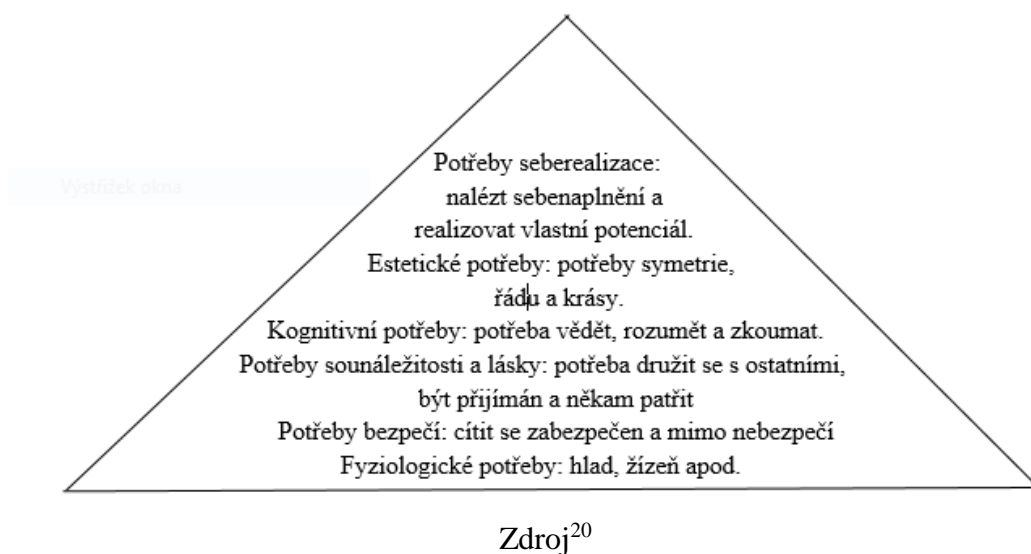 Potřeby seberealizace:
nalézt sebenaplnění a
realizovat vlastní potenciál.
Výstřižek okna
Estetické potřeby: potřeby symetrie,
řádu a krásy.
Kognitivní potřeby: potřeba vědět, rozumět a zkoumat.
Potřeby sounáležitosti a lásky: potřeba družit se s ostatními,
být přijímán a někam patřit
Potřeby bezpečí: cítit se zabezpečen a mimo nebezpečí
Fyziologické potřeby: hlad, žízeň apod.
Zdroj20